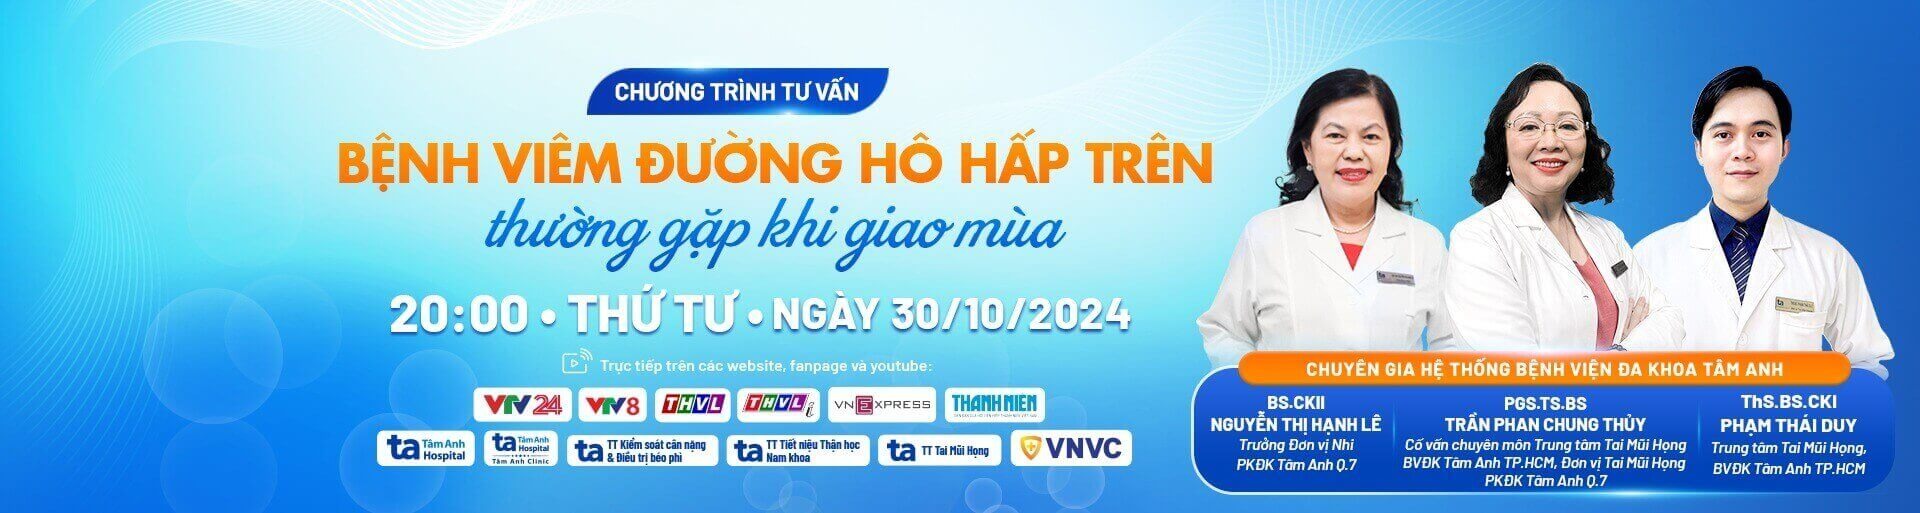 CHƯƠNG TRÌNH TƯ VẤN
BỆNH VIÊM ĐƯỜNG HÔ HẤP TRÊN
thường gặp khi giao mùa
20:00 • THỨ TƯ • NGÀY 30/10/2024
Trực tiếp trên các website, fanpage và youtube:
VTV24 VTV8 THVL THVLi VNEXPRESS THANH NIÊN
ta Tâm Anh Hospital
ta Tâm Anh Hospital
Tâm Anh Clinic
ta TT Kiểm soát cân nặng
& Điều trị béo phì
ta TT Tiết niệu Thận học
Nam khoa
ta TT Tai Mũi Họng
VNVC
CHUYÊN GIA HỆ THỐNG BỆNH VIỆN ĐA KHOA TÂM ANH
BS.CKII
NGUYỄN THỊ HẠNH LÊ
Trưởng Đơn vị Nhi
PKĐK Tâm Anh Q.7
PGS.TS.BS
TRẦN PHAN CHUNG THỦY
Cố vấn chuyên môn Trung tâm Tai Mũi Họng
BVĐK Tâm Anh TP.HCM, Đơn vị Tai Mũi Họng
PKĐK Tâm Anh Q.7
ThS.BS.CKI
PHẠM THÁI DUY
Trung tâm Tai Mũi Họng,
BVĐK Tâm Anh TP.HCM